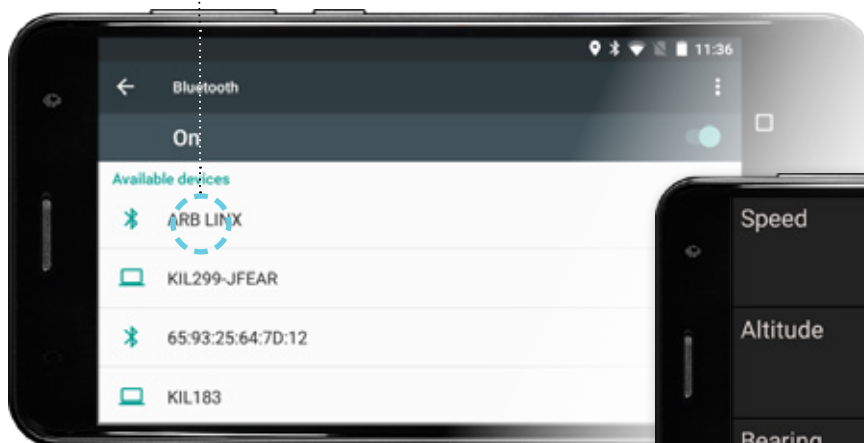 11:36
Bluetooth
On
Available devices
ARB LINX
KIL299-JFEAR
65:93:25:64:7D:12
KIL183
Speed
Altitude
Bearing